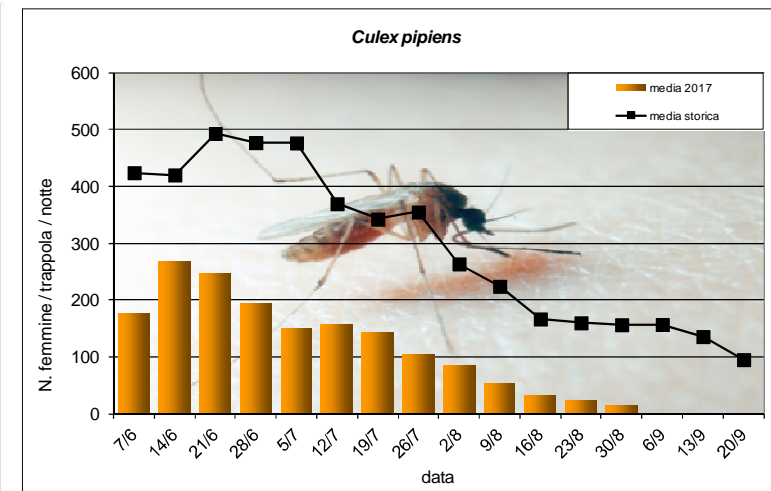 Culex pipiens
media 2017
media storica
N. femmine / trappola / notte
600
500
400
300
200
100
0
7/6 14/6 21/6 28/6 5/7 12/7 19/7 26/7 2/8 9/8 16/8 23/8 30/8 6/9 13/9 20/9
data